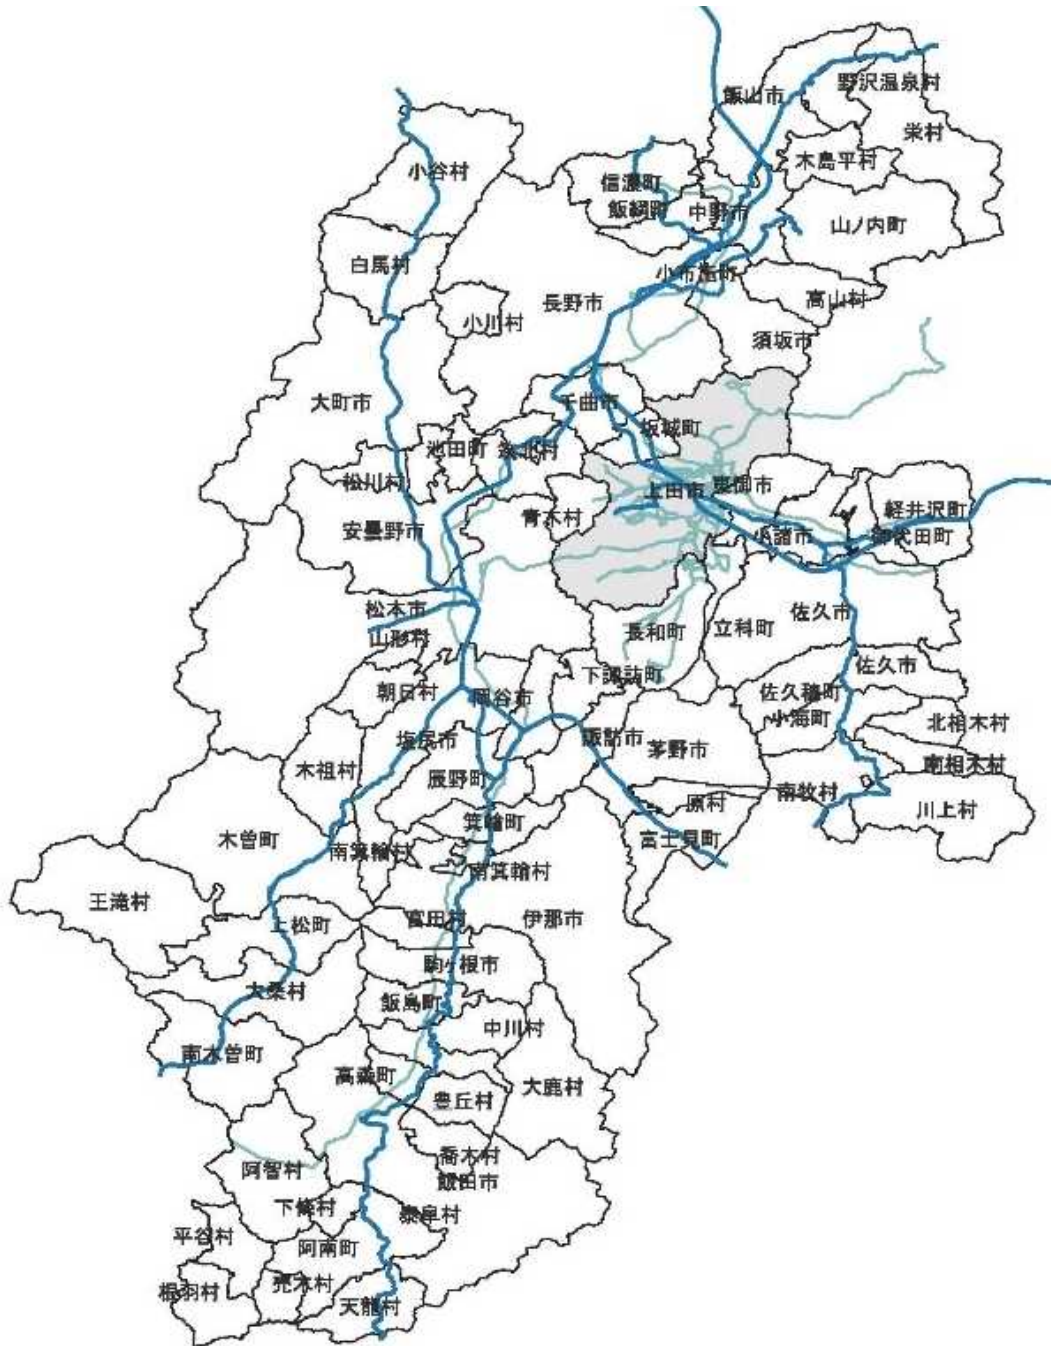 飯山市
野沢温泉村
栄村
木島平村
小谷村
信濃町
飯綱町
中野市
山ノ内町
白馬村
小布施町
高山村
長野市
小川村
須坂市
大町市
千曲市
坂城町
池田町
筑北村
松川村
上田市
東御市
青木村
安曇野市
軽井沢町
小諸市
御代田町
松本市
山形村
長和町
立科町
佐久市
下諏訪町
佐久市
朝日村
岡谷市
佐久穂町
小海町
北相木村
塩尻市
諏訪市
茅野市
木祖村
辰野町
南相木村
南牧村
原村
川上村
箕輪町
木曽町
南箕輪村
富士見町
南箕輪村
王滝村
上松町
宮田村
伊那市
駒ヶ根市
大桑村
飯島町
中川村
南木曽町
高森町
大鹿村
豊丘村
喬木村
阿智村
飯田市
下條村
泰阜村
平谷村
阿南町
売木村
根羽村
天龍村